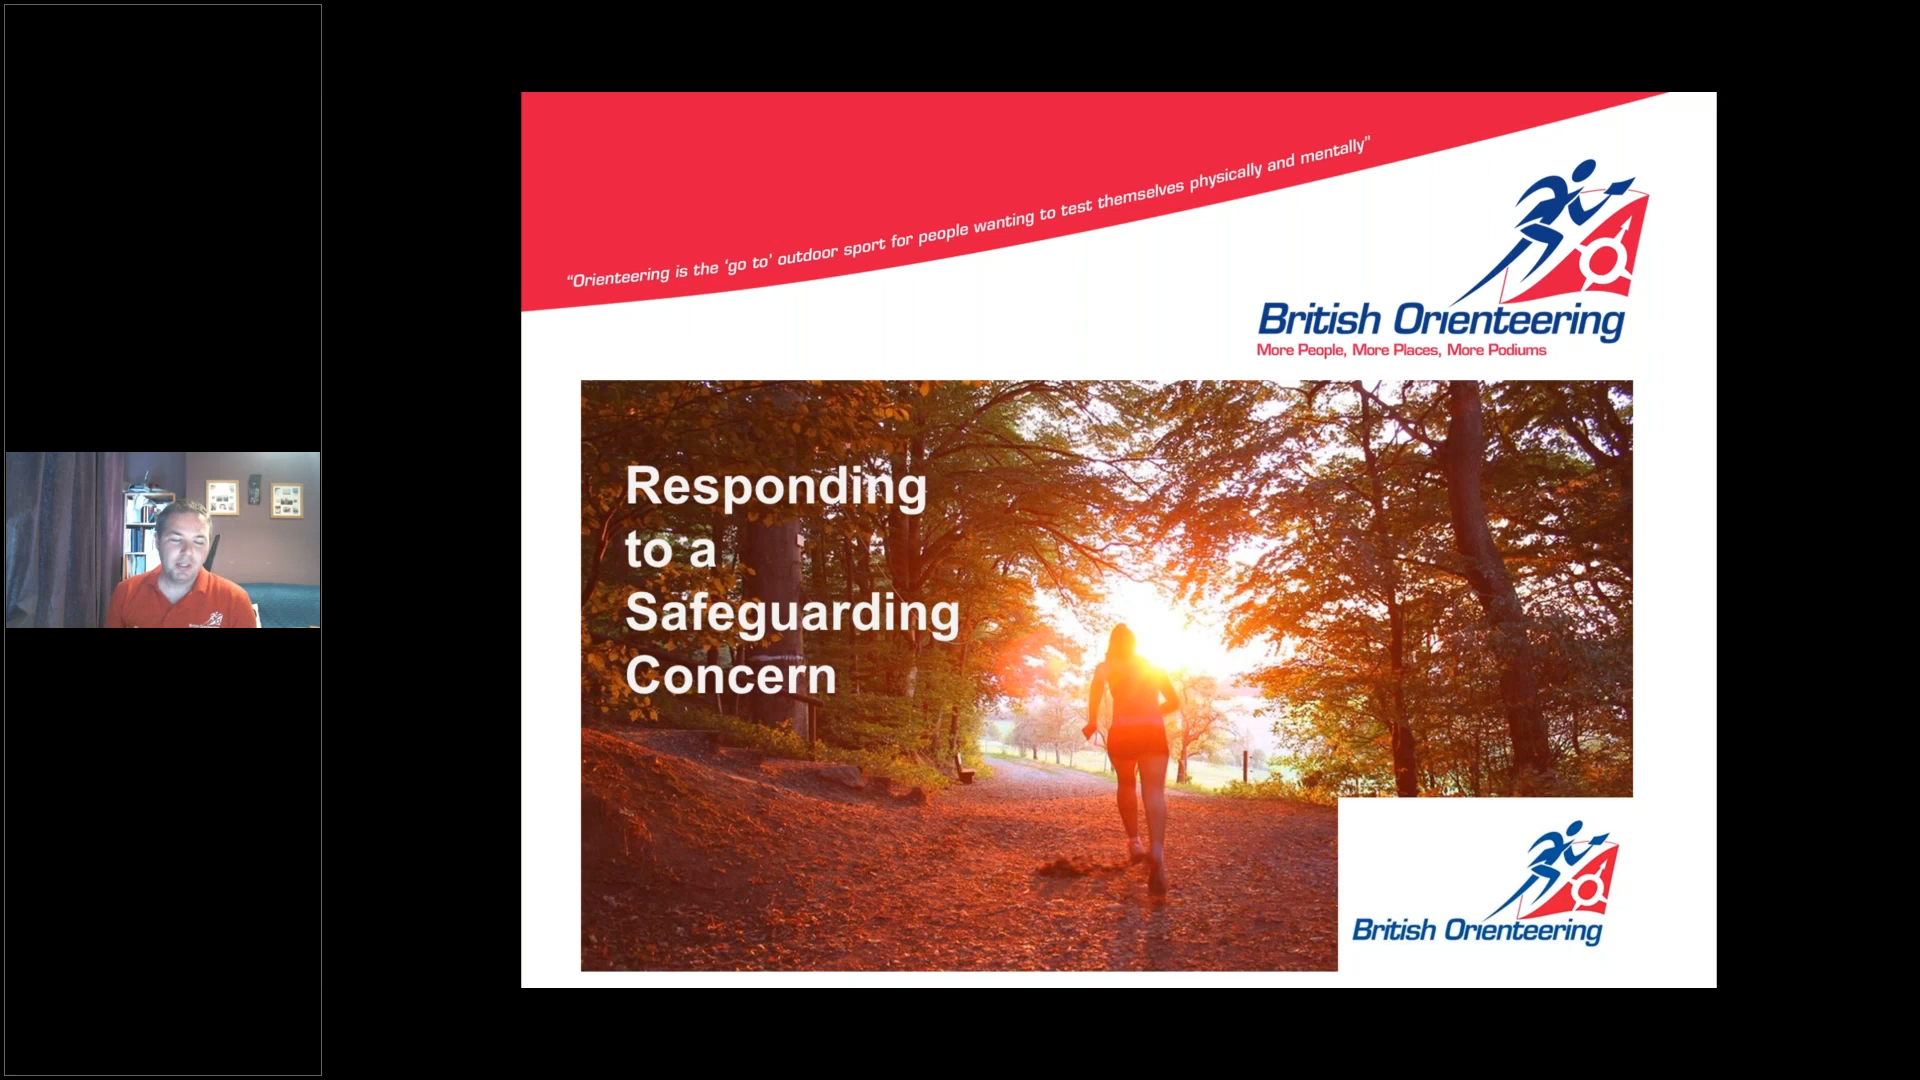 “Orienteering is the ‘go to’ outdoor sport for people wanting to test themselves physically and mentally”
British Orienteering
More People, More Places, More Podiums
Responding
to a
Safeguarding
Concern
British Orienteering